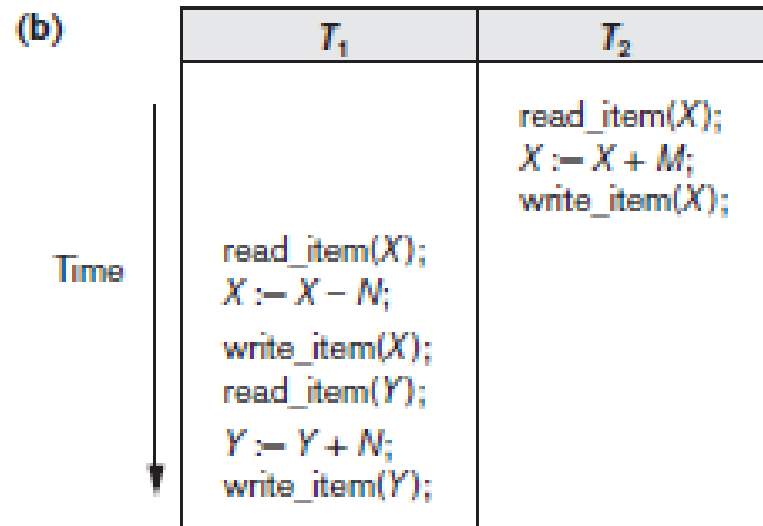 (b)
T₁ T₂
read_item(X);
X := X + M;
write_item(X);
Time
read_item(X);
X := X − N;
write_item(X);
read_item(Y);
Y := Y + N;
write_item(Y);